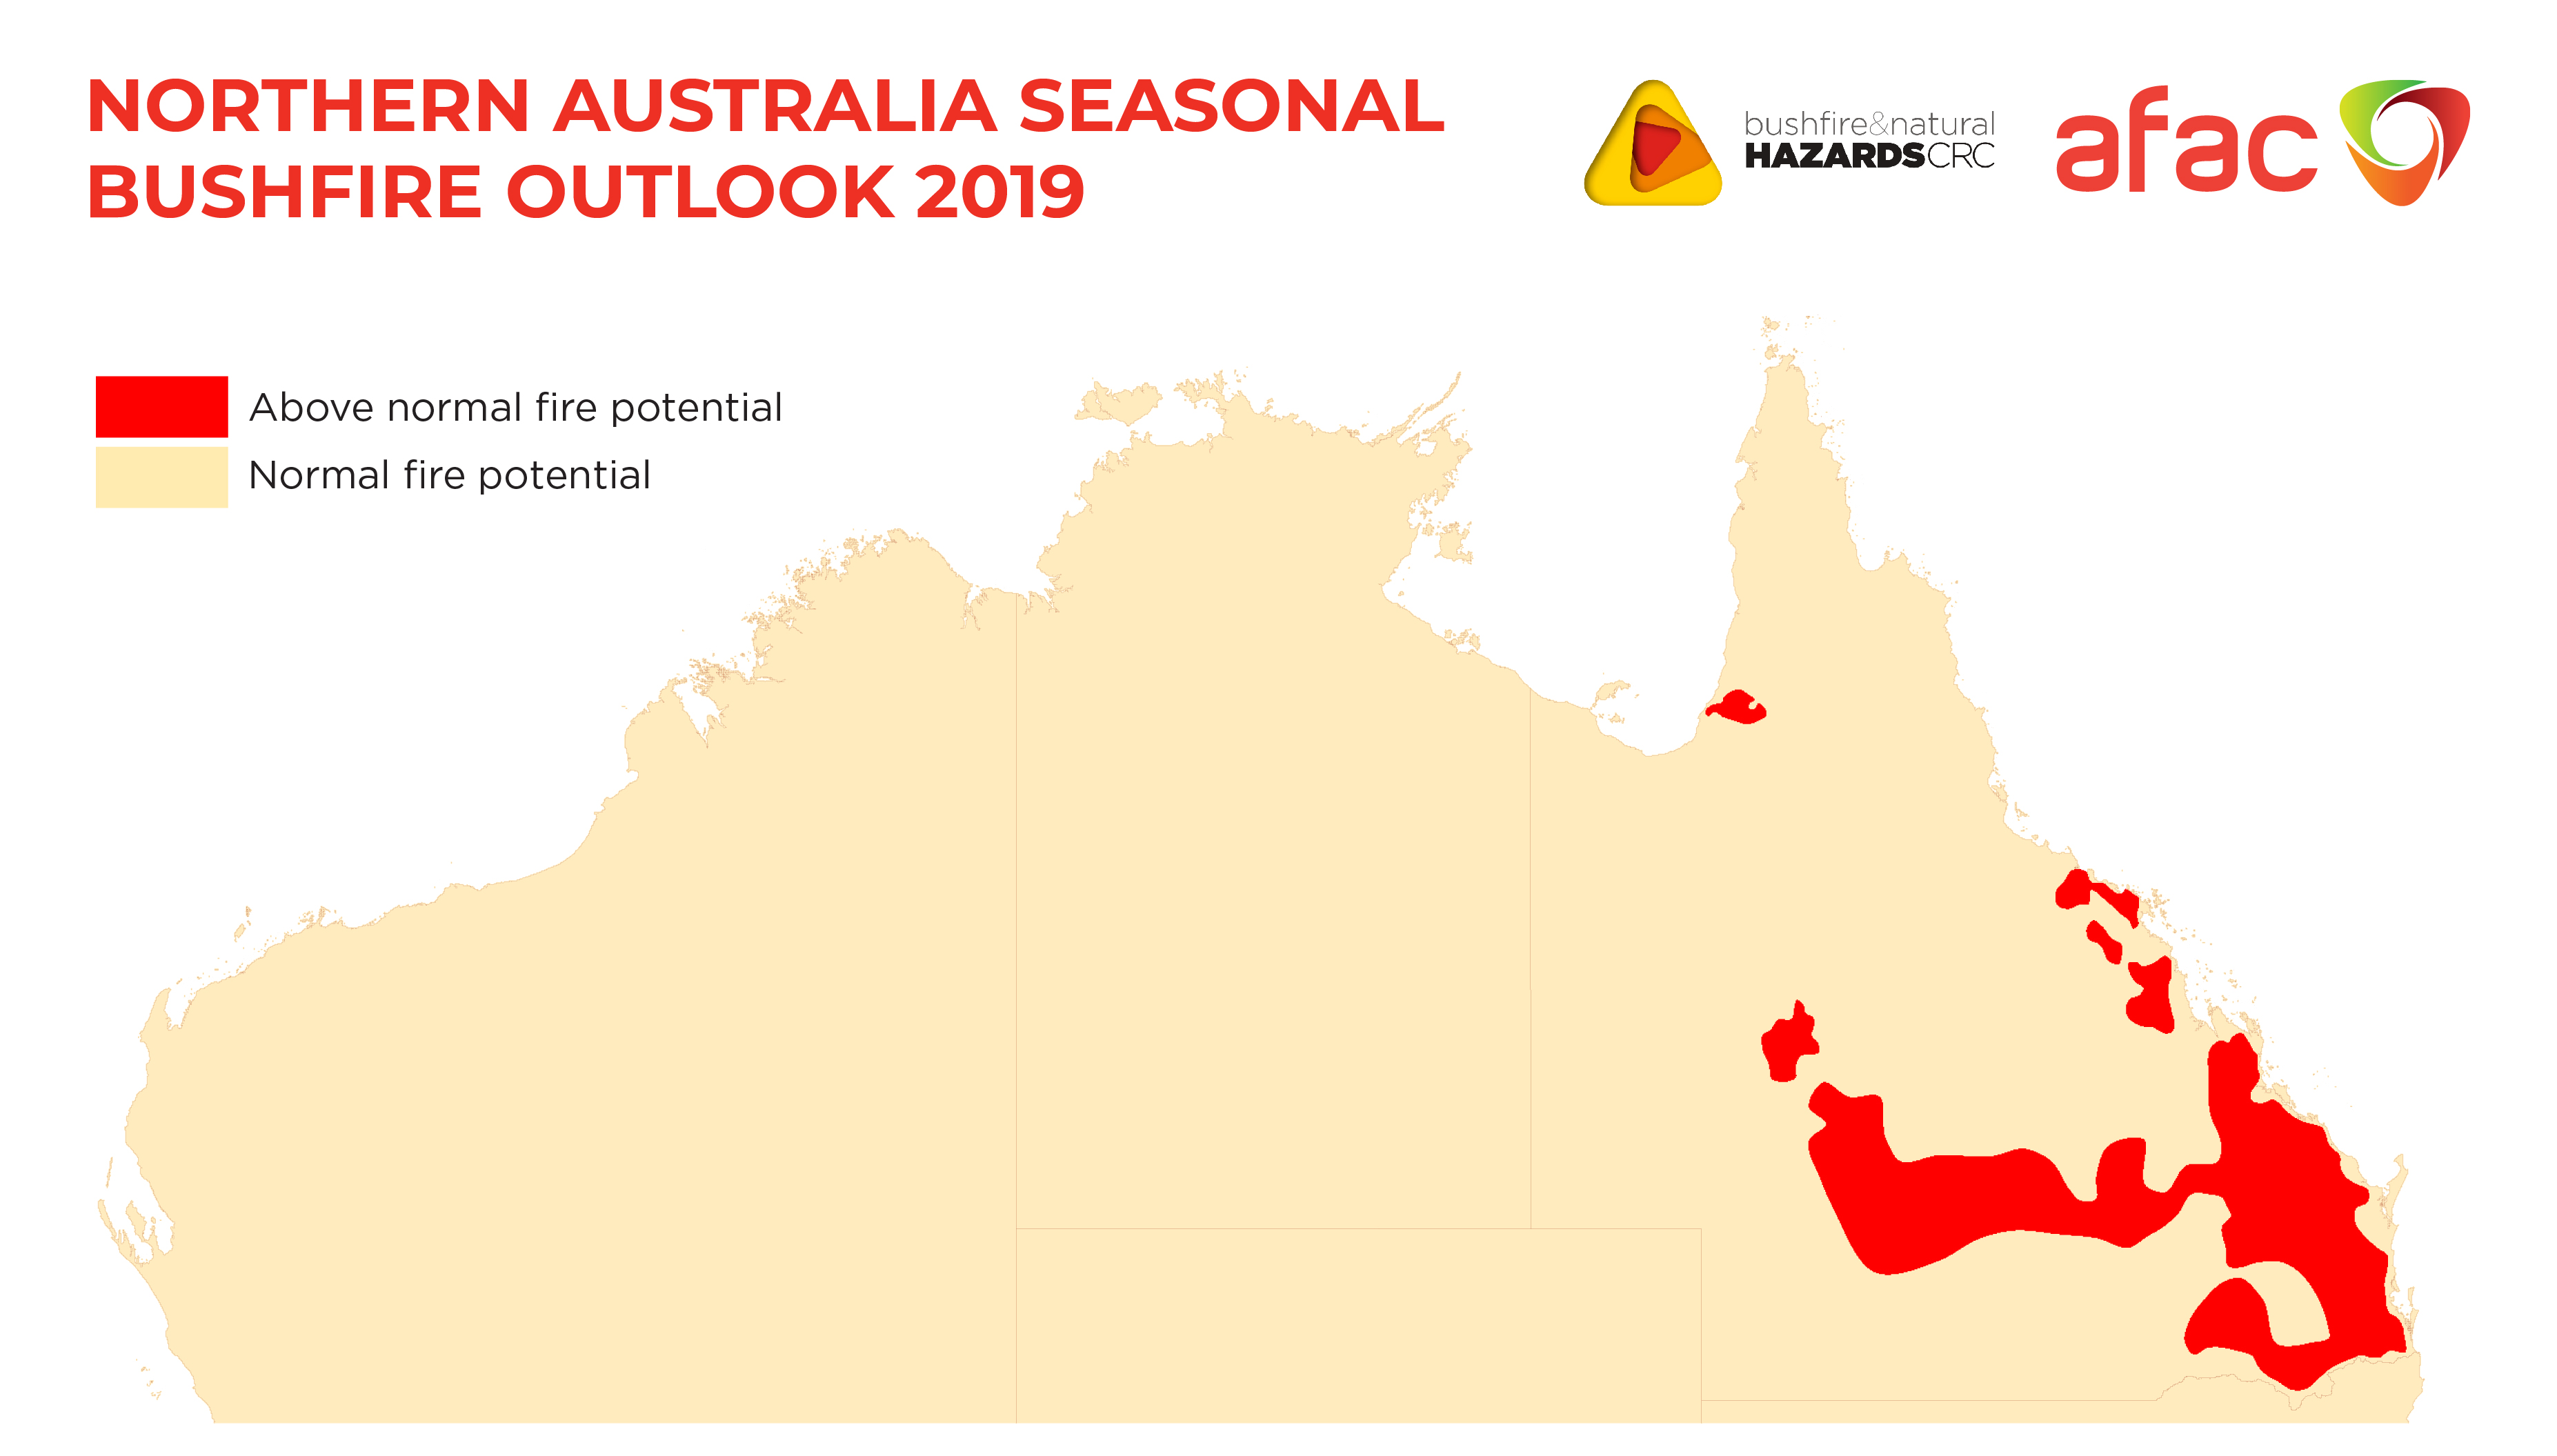 NORTHERN AUSTRALIA SEASONAL
BUSHFIRE OUTLOOK 2019
bushfire&natural
HAZARDSCRC
afac
Above normal fire potential
Normal fire potential